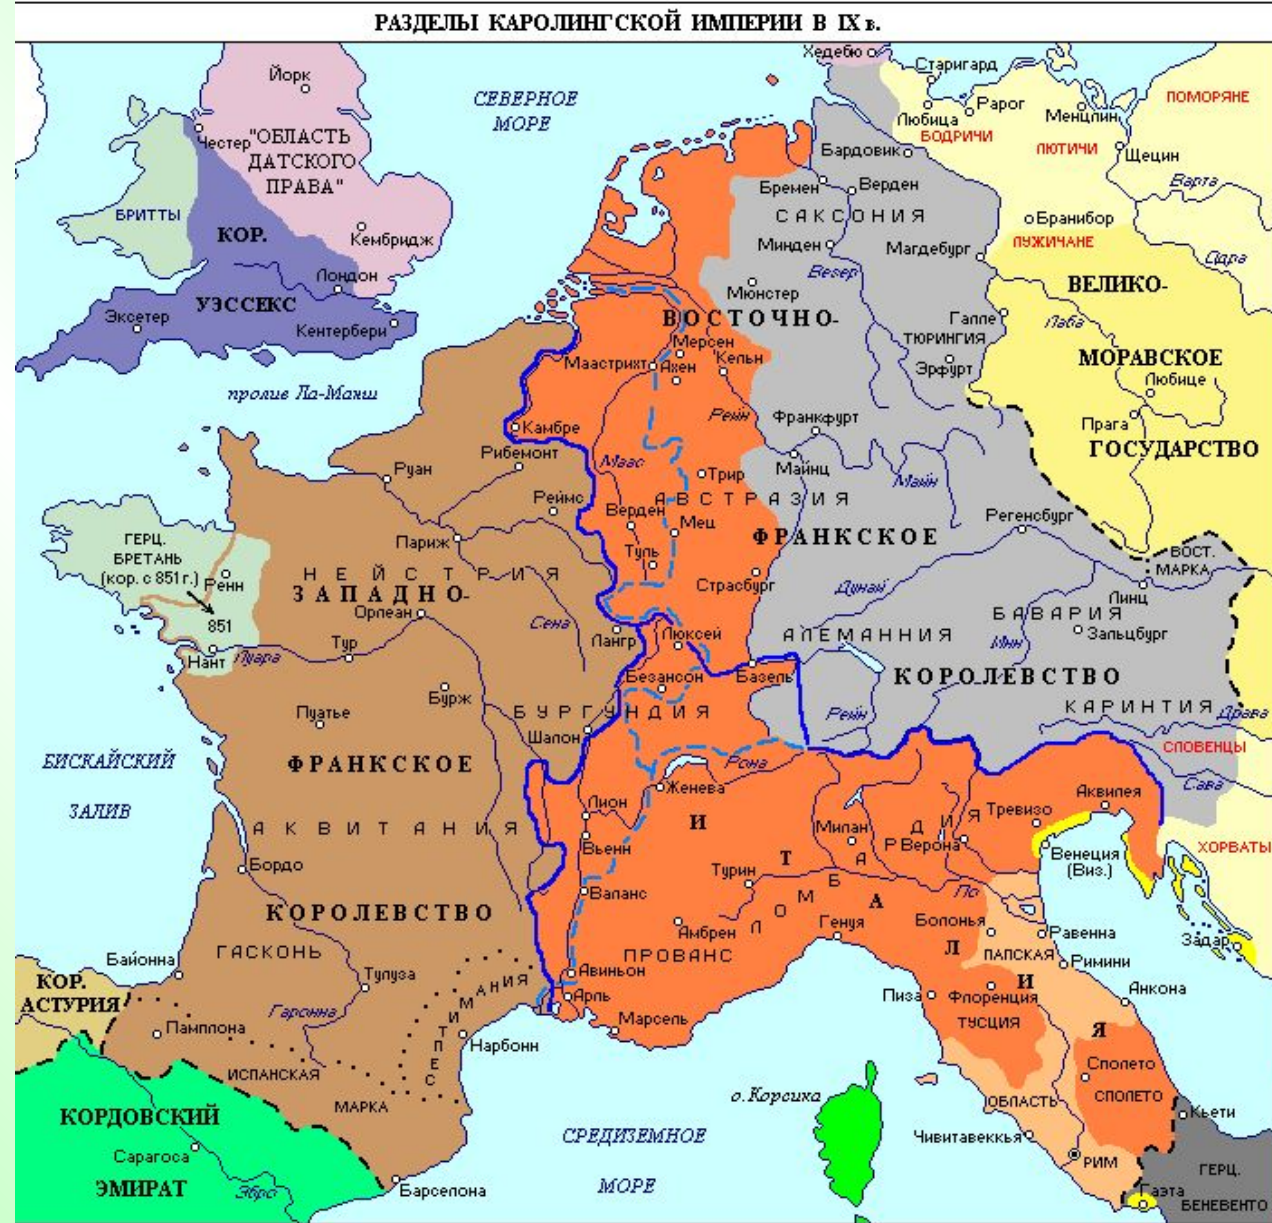 РАЗДЕЛЫ КАРОЛИНГСКОЙ ИМПЕРИИ В IX в.
Хедебю
Йорк
Старигард
СЕВЕРНОЕ
МОРЕ
Рарог
ПОМОРЯНЕ
Любица
Менцлин
Честер
"ОБЛАСТЬ
ДАТСКОГО
ПРАВА"
БОДРИЧИ
ЛЮТИЧИ
Щецин
Бардовик
Варта
Бремен
Верден
БРИТТЫ
САКСОНИЯ
Бранибор
КОР.
Кембридж
Минден
Магдебург
ЛУЖИЧАНЕ
Одра
Лондон
Везер
ВЕЛИКО-
УЭССЕКС
Мюнстер
Эксетер
Кентербери
ВОСТОЧНО-
Галле
Лаба
ТЮРИНГИЯ
Мерсен
Маастрихт
Ахен
Кельн
Эрфурт
МОРАВСКОЕ
Любице
пролив Ла-Манш
Рейн
Франкфурт
Прага
Камбре
ГОСУДАРСТВО
Рибемонт
Маас
Майнц
Руан
Трир
Майн
Реймс
АВСТРАЗИЯ
Верден
Мец
Регенсбург
ГЕРЦ.
БРЕТАНЬ
(кор. с 851 г.)
Париж
ФРАНКСКОЕ
Туль
ВОСТ.
МАРКА
НЕЙСТРИЯ
Ренн
ЗАПАДНО-
Страсбург
Дунай
Линц
Орлеан
БАВАРИЯ
851
Сена
Лангр
Люксей
АЛЕМАННИЯ
Инн
Зальцбург
Нант
Луара
Тур
Безансон
Базель
КОРОЛЕВСТВО
Бурж
Пуатье
БУРГУНДИЯ
Рейн
КАРИНТИЯ
Драва
Шалон
СЛОВЕНЦЫ
БИСКАЙСКИЙ
ЗАЛИВ
ФРАНКСКОЕ
Рона
Женева
Сава
Аквилея
Лион
Тревизо
АКВИТАНИЯ
Милан
Верона
Вьенн
Венеция
(Виз.)
ХОРВАТЫ
Бордо
Турин
Валанс
По
ИТАЛИЯ
ЛОМБАРДИЯ
КОРОЛЕВСТВО
Амбрен
Генуя
Болонья
Равенна
Задар
ГАСКОНЬ
ПРОВАНС
ПАПСКАЯ
Байонна
Римини
КОР.
АСТУРИЯ
Тулуза
СЕПТИМАНИЯ
Авиньон
Арль
Пиза
Флоренция
Анкона
Гаронна
Марсель
ТУСЦИЯ
Памплона
Нарбонн
Сполето
ИСПАНСКАЯ
МАРКА
о. Корсика
ОБЛАСТЬ
СПОЛЕТО
КОРДОВСКИЙ
Кьети
Сарагоса
СРЕДИЗЕМНОЕ
МОРЕ
Чивитавеккья
РИМ
ЭМИРАТ
Эбро
Барселона
ГЕРЦ.
БЕНЕВЕНТО
Гаэта